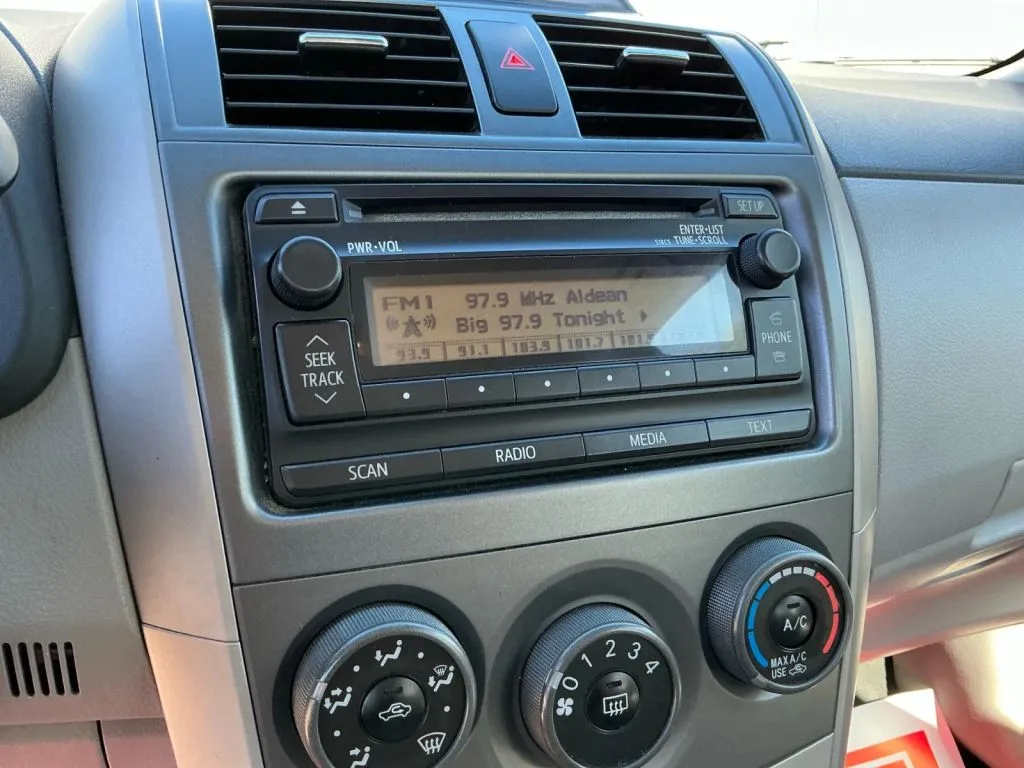 SET UP
PWR•VOL
ENTER•LIST
518C5 TUNE•SCROLL
FM1 97.9 MHz Aldean
Big 97.9 Tonight
93.9 91.1 103.5 101.7
SEEK
TRACK
PHONE
SCAN RADIO MEDIA TEXT
0 1 2 3 4
A/C
MAX A/C
USE